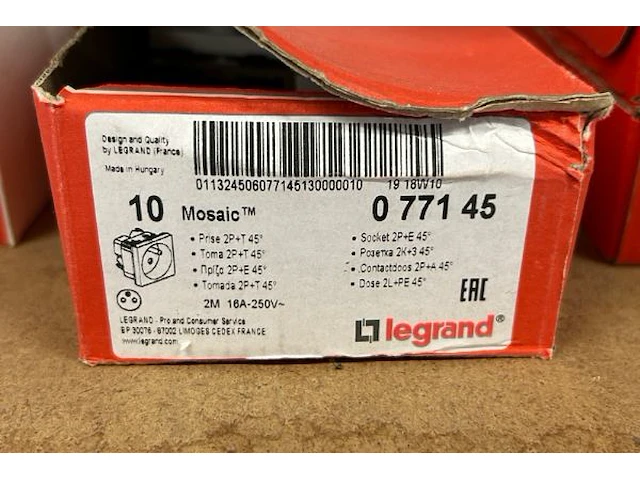 Design and Quality
by LEGRAND (France)
Made in Hungary
01132450607714513000010 19 18W10
10 Mosaic™ 0 771 45
• Prise 2P+T 45°
• Toma 2P+T 45°
• Πρίζα 2P+E 45°
• Tomada 2P+T 45°
• Socket 2P+E 45°
• Розетка 2К+З 45°
• Contactdoos 2P+A 45°
• Dose 2L+PE 45°
2M 16A-250V~
EAC
LEGRAND - Pro and Consumer Service
BP 30076 - 87002 LIMOGES CEDEX FRANCE
www.legrand.com
legrand®